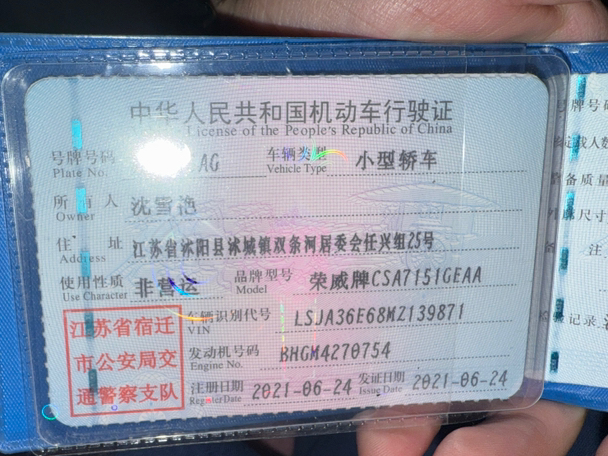 中华人民共和国机动车行驶证
License of the People's Republic of China
号牌号码 AG 车辆类型 小型轿车
Plate No. Vehicle Type
所有人 沈雪艳
Owner
住址 江苏省沭阳县沭城镇双条河居委会任兴组25号
Address
使用性质 非营运 品牌型号 荣威牌CSA7151GEAA
Use Character Model
江苏省宿迁
市公安局交
通警察支队
车辆识别代号 LSJA36E68MZ139871
VIN
发动机号码 BHGM4270754
Engine No.
注册日期 2021-06-24 发证日期 2021-06-24
Register Date Issue Date
号牌号码
备质量